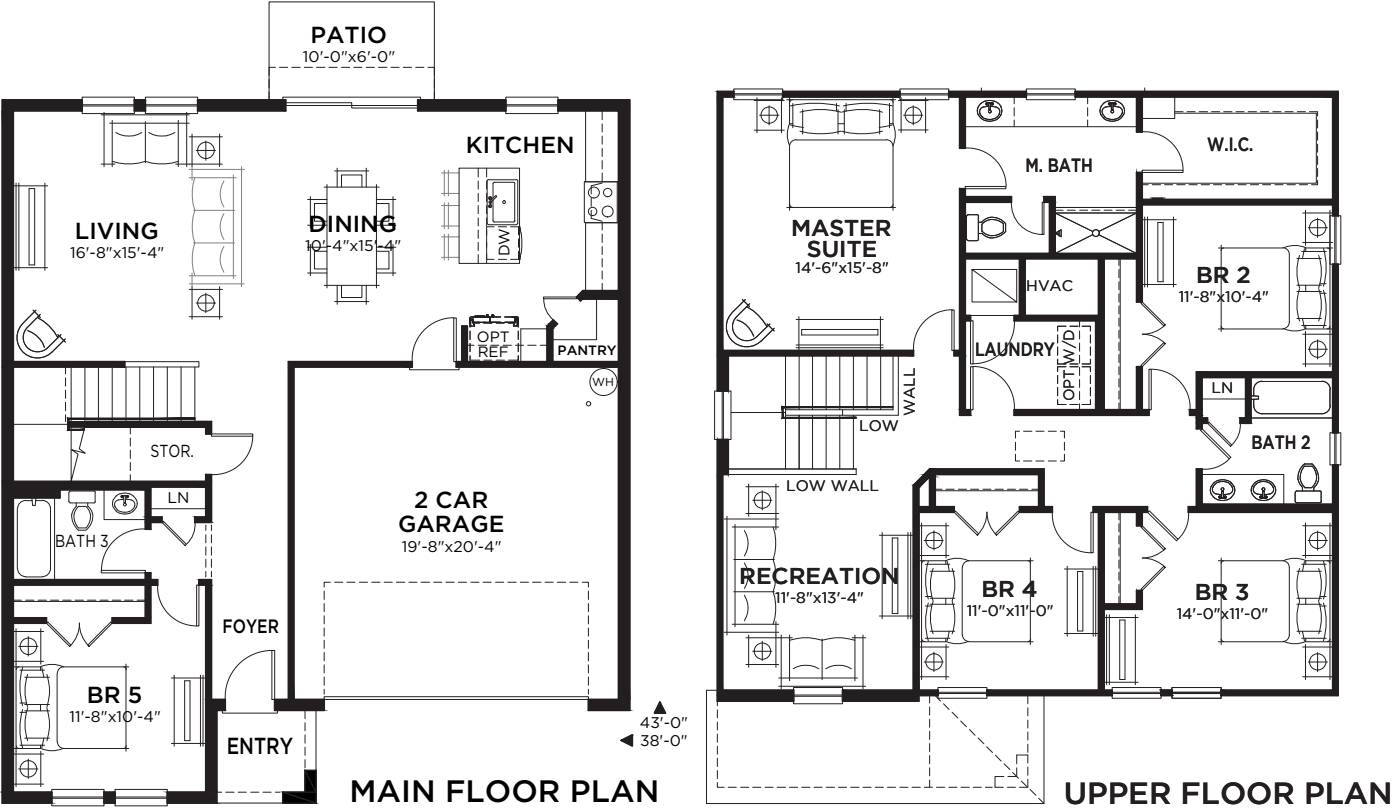 PATIO
10'-0"x6'-0"
KITCHEN
LIVING
16'-8"x15'-4"
DINING
10'-4"x15'-4"
DW
OPT
REF
PANTRY
WH
STOR.
LN
BATH 3
2 CAR
GARAGE
19'-8"x20'-4"
FOYER
BR 5
11'-8"x10'-4"
ENTRY
43'-0"
38'-0"
MAIN FLOOR PLAN
M. BATH
W.I.C.
MASTER
SUITE
14'-6"x15'-8"
HVAC
BR 2
11'-8"x10'-4"
LAUNDRY
OPT W/D
LOW
WALL
LN
BATH 2
LOW WALL
RECREATION
11'-8"x13'-4"
BR 4
11'-0"x11'-0"
BR 3
14'-0"x11'-0"
UPPER FLOOR PLAN